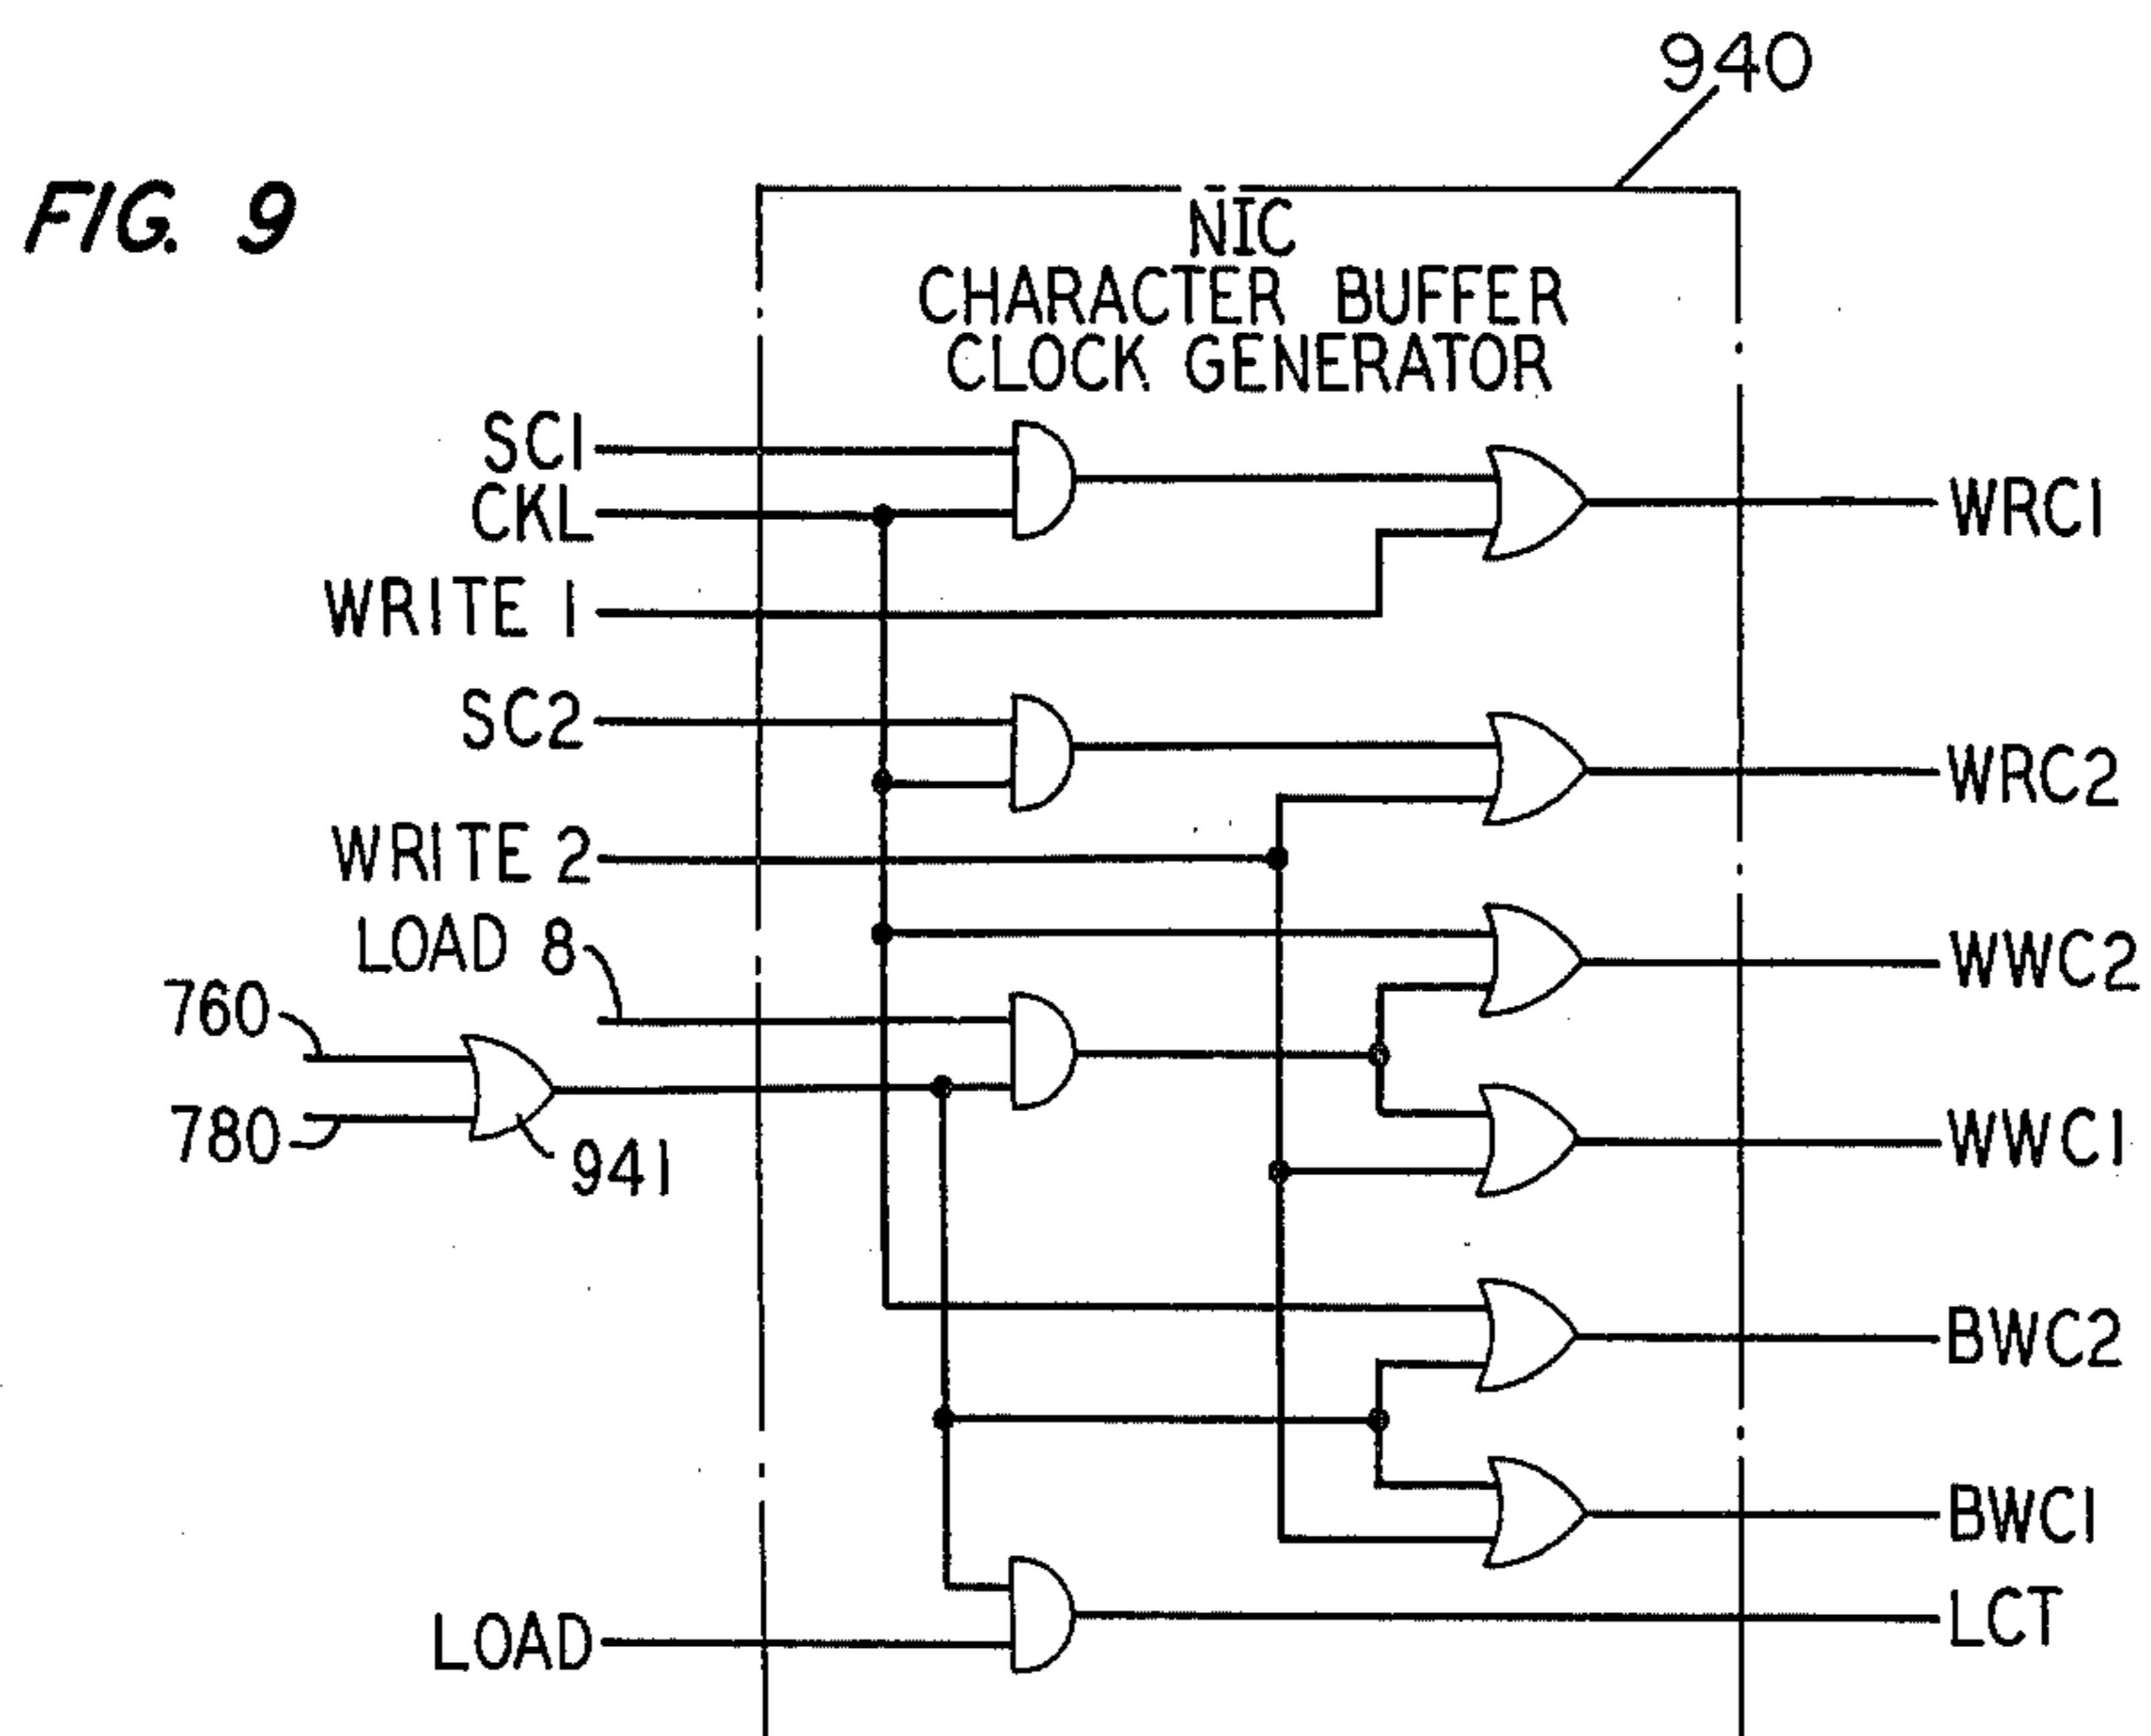 940
FIG. 9
NIC
CHARACTER BUFFER
CLOCK GENERATOR
SC1
CKL
WRC1
WRITE 1
SC2
WRC2
WRITE 2
LOAD 8
WWC2
760
780
941
WWC1
BWC2
BWC1
LOAD
LCT